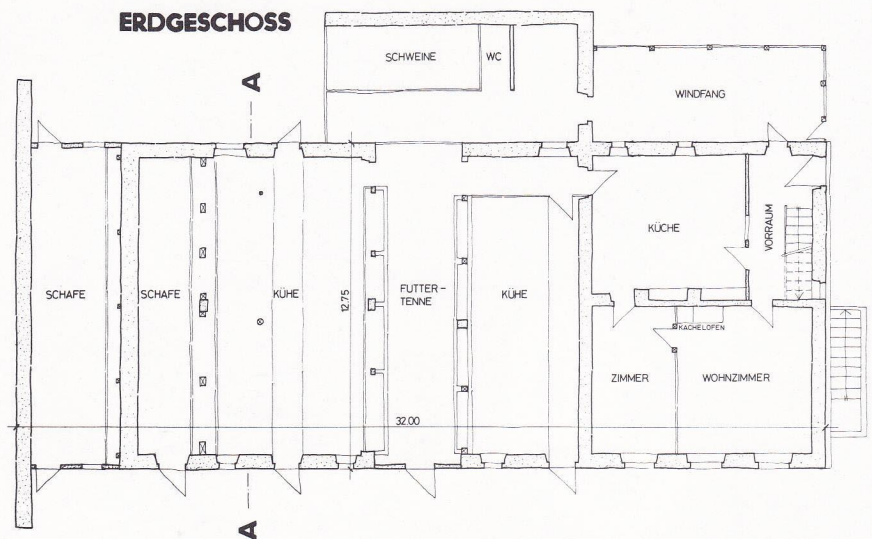 ERDGESCHOSS
SCHWEINE
WC
A
WINDFANG
KÜCHE
VORRAUM
SCHAFE
SCHAFE
KÜHE
12.75
FUTTER-
TENNE
KÜHE
KACHELOFEN
ZIMMER
WOHNZIMMER
32.00
A